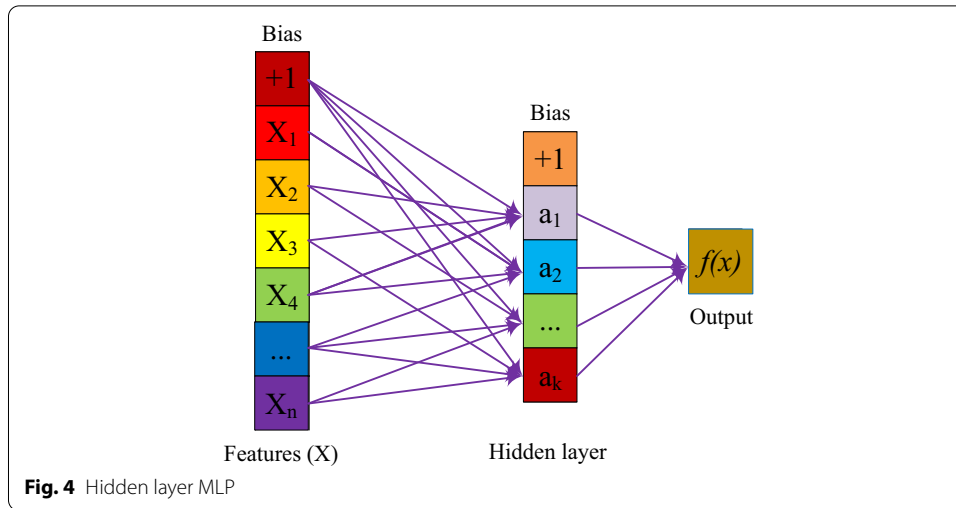 Bias
+1
X1
X2
X3
X4
...
Xn
Features (X)
Bias
+1
a1
a2
...
ak
Hidden layer
f(x)
Output
Fig. 4 Hidden layer MLP